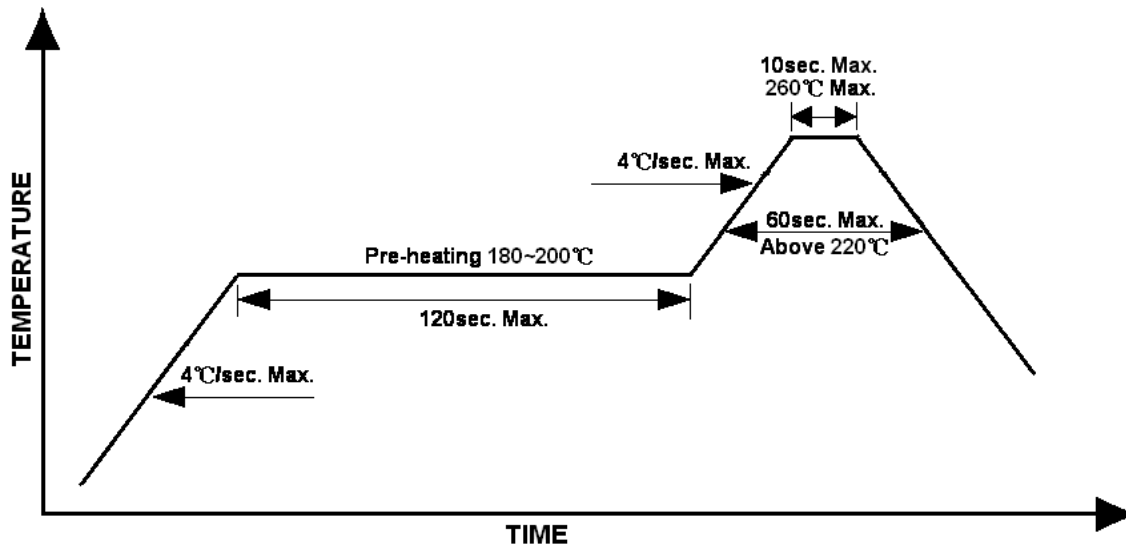 10sec. Max.
260℃ Max.
4℃/sec. Max.
60sec. Max.
Above 220℃
Pre-heating 180~200℃
120sec. Max.
4℃/sec. Max.
TEMPERATURE
TIME